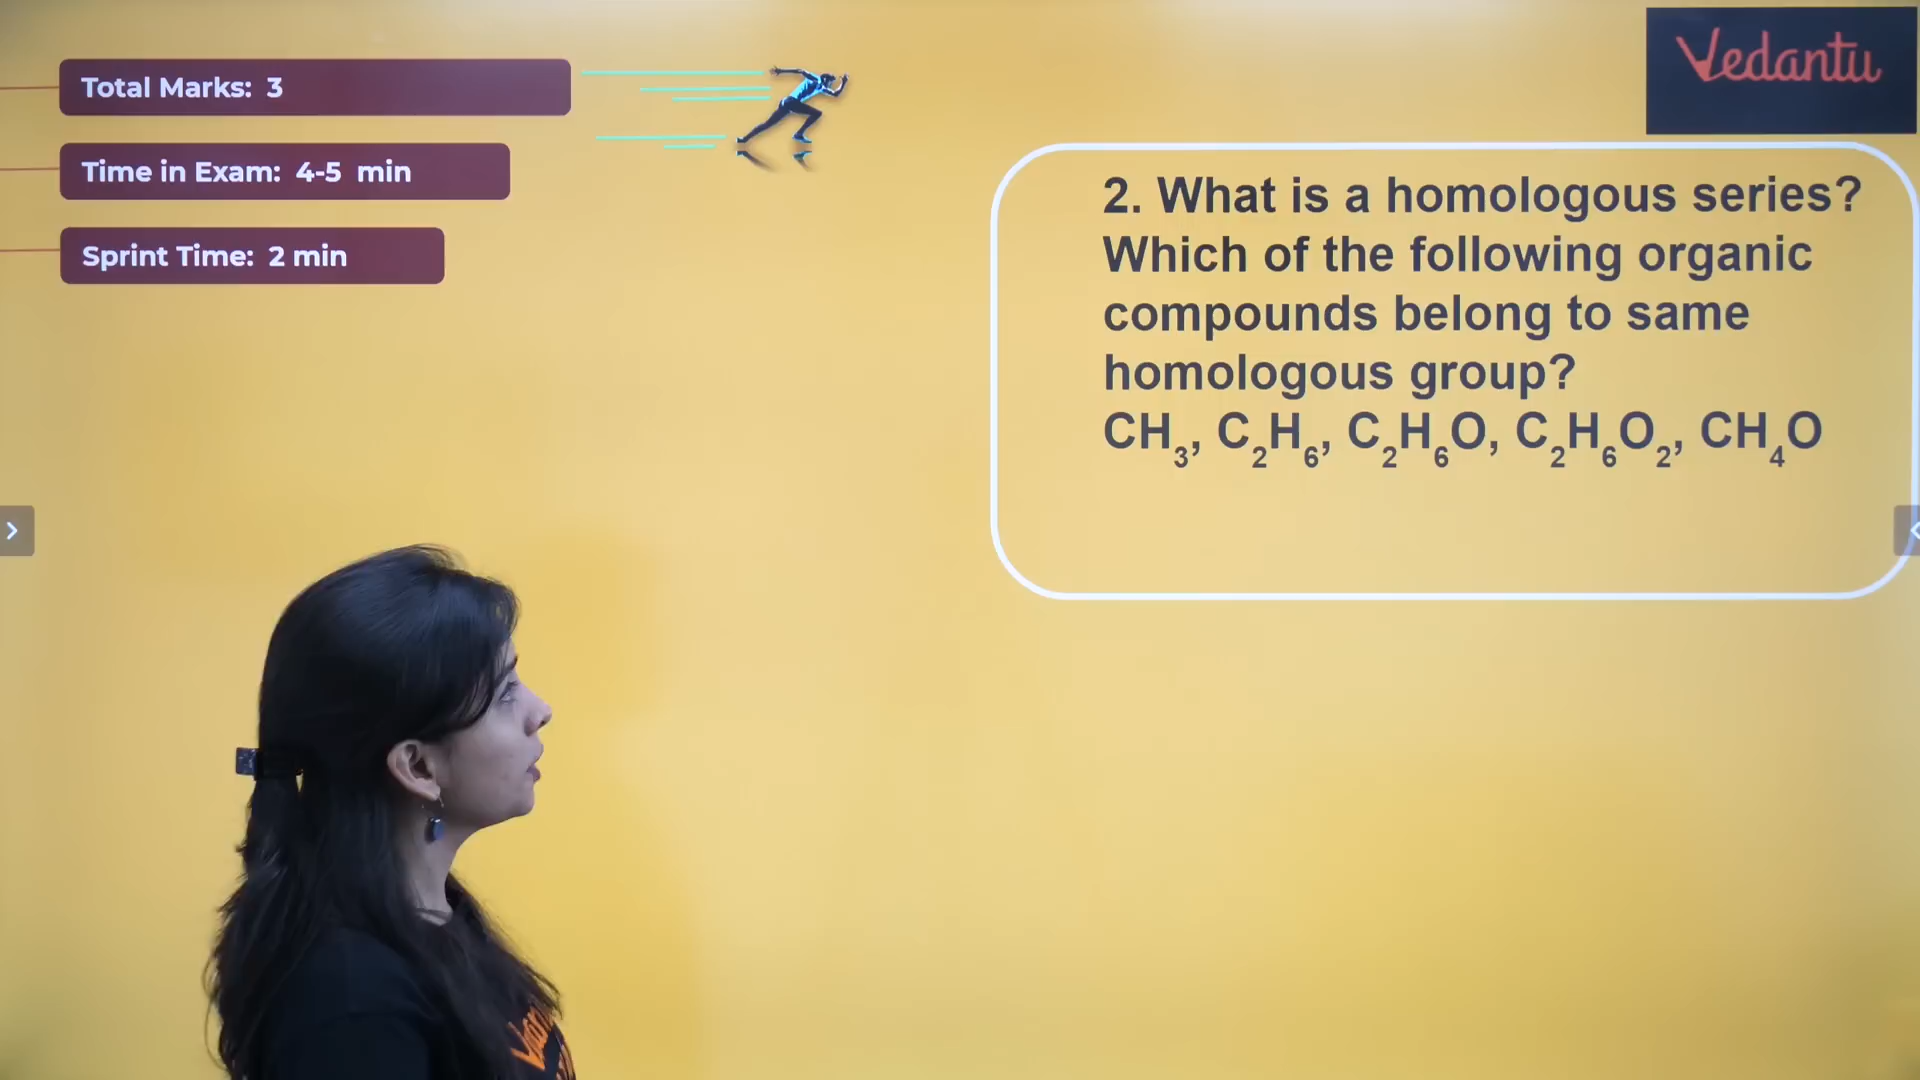 Total Marks: 3
Time in Exam: 4-5 min
Sprint Time: 2 min
Vedantu
2. What is a homologous series?
Which of the following organic
compounds belong to same
homologous group?
CH₃, C₂H₆, C₂H₆O, C₂H₆O₂, CH₄O